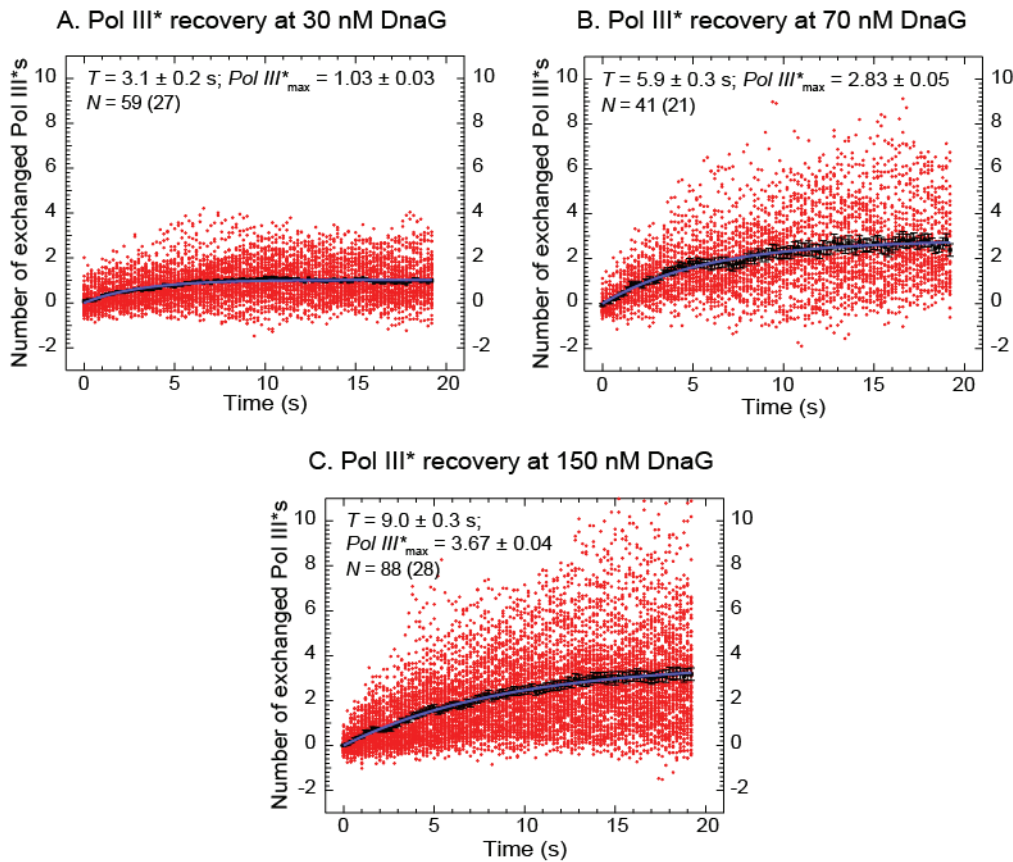 A. Pol III* recovery at 30 nM DnaG
T = 3.1 ± 0.2 s; Pol III*max = 1.03 ± 0.03
N = 59 (27)
Number of exchanged Pol III*s
10
8
6
4
2
0
-2
10
8
6
4
2
0
-2
0 5 10 15 20
Time (s)
B. Pol III* recovery at 70 nM DnaG
T = 5.9 ± 0.3 s; Pol III*max = 2.83 ± 0.05
N = 41 (21)
Number of exchanged Pol III*s
10
8
6
4
2
0
-2
10
8
6
4
2
0
-2
0 5 10 15 20
Time (s)
C. Pol III* recovery at 150 nM DnaG
T = 9.0 ± 0.3 s;
Pol III*max = 3.67 ± 0.04
N = 88 (28)
Number of exchanged Pol III*s
10
8
6
4
2
0
-2
10
8
6
4
2
0
-2
0 5 10 15 20
Time (s)